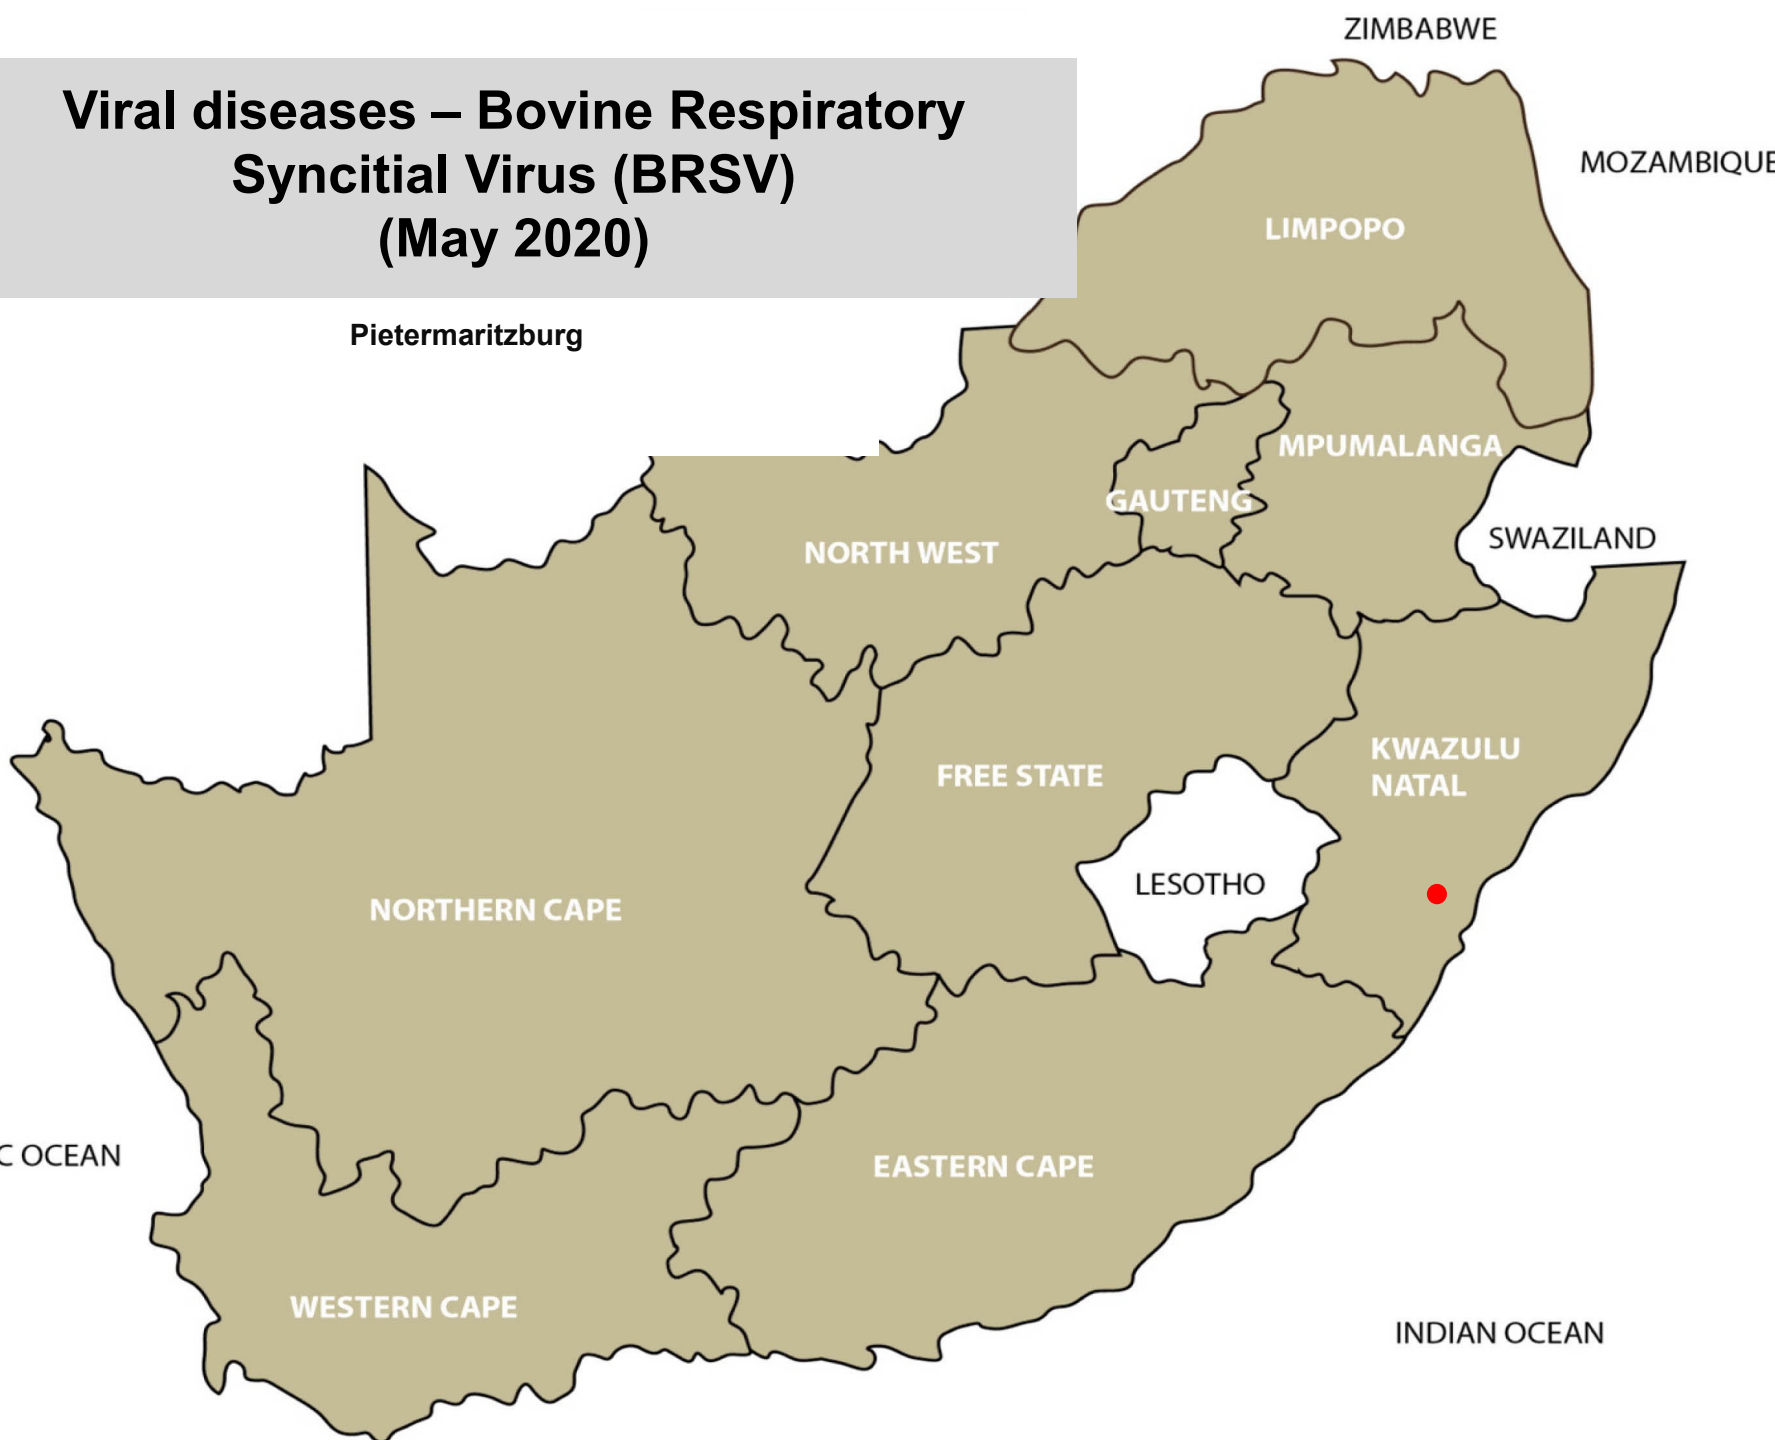 ZIMBABWE
Viral diseases – Bovine Respiratory
Syncitial Virus (BRSV)
(May 2020)
MOZAMBIQUE
LIMPOPO
Pietermaritzburg
MPUMALANGA
GAUTENG
SWAZILAND
NORTH WEST
KWAZULU
NATAL
FREE STATE
LESOTHO
NORTHERN CAPE
C OCEAN
EASTERN CAPE
WESTERN CAPE
INDIAN OCEAN